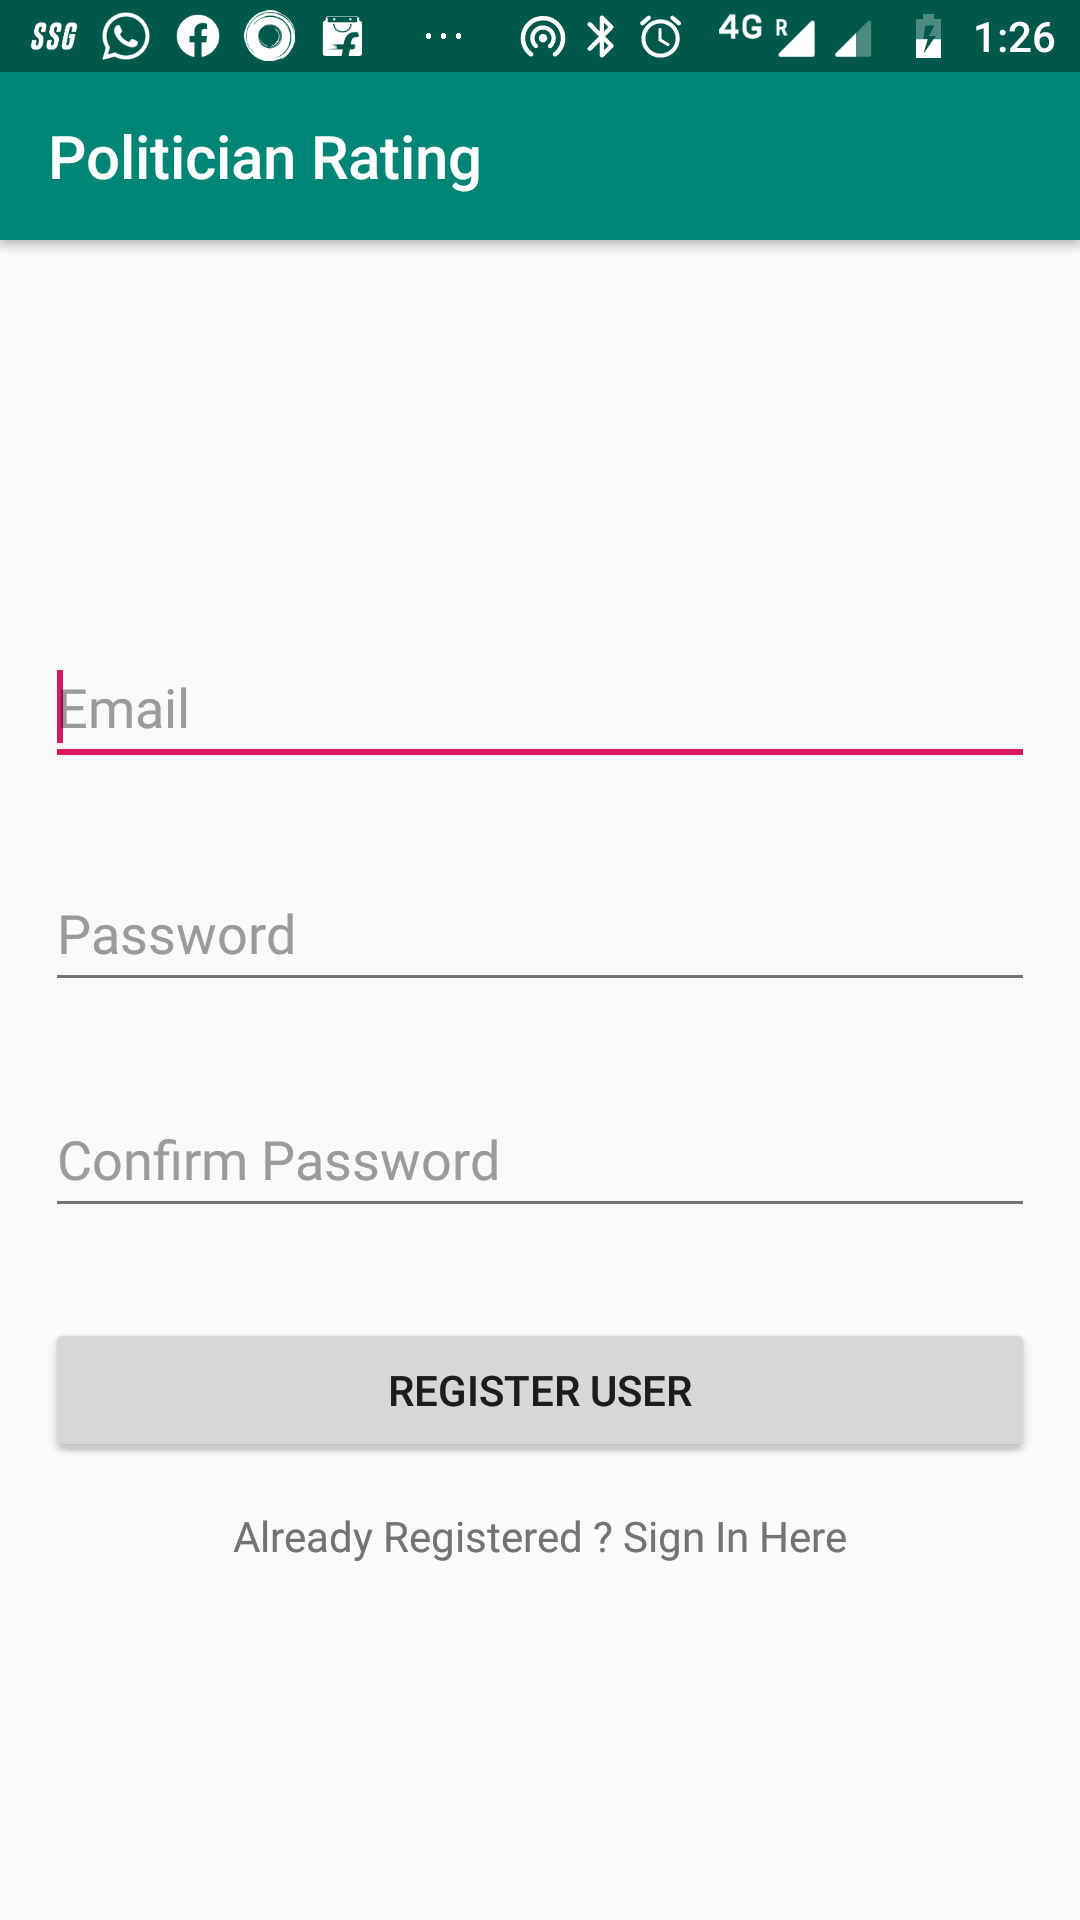 SSG 4G R 1:26
Politician Rating
Email
Password
Confirm Password
REGISTER USER
Already Registered ? Sign In Here